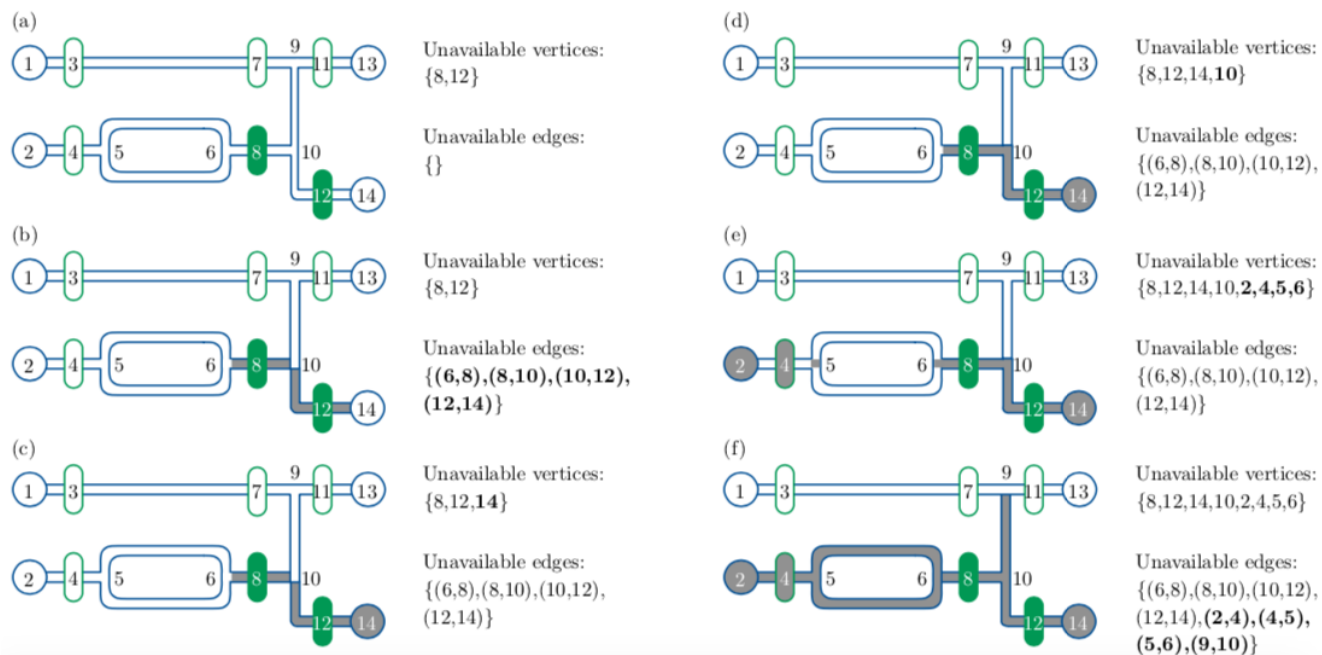 (a)
1 3 7 9 11 13
2 4 5 6 8 10
12 14
Unavailable vertices:
{8,12}
Unavailable edges:
{}
(b)
1 3 7 9 11 13
2 4 5 6 8 10
12 14
Unavailable vertices:
{8,12}
Unavailable edges:
{(6,8),(8,10),(10,12),
(12,14)}
(c)
1 3 7 9 11 13
2 4 5 6 8 10
12 14
Unavailable vertices:
{8,12,14}
Unavailable edges:
{(6,8),(8,10),(10,12),
(12,14)}
(d)
1 3 7 9 11 13
2 4 5 6 8 10
12 14
Unavailable vertices:
{8,12,14,10}
Unavailable edges:
{(6,8),(8,10),(10,12),
(12,14)}
(e)
1 3 7 9 11 13
2 4 5 6 8 10
12 14
Unavailable vertices:
{8,12,14,10,2,4,5,6}
Unavailable edges:
{(6,8),(8,10),(10,12),
(12,14)}
(f)
1 3 7 9 11 13
2 4 5 6 8 10
12 14
Unavailable vertices:
{8,12,14,10,2,4,5,6}
Unavailable edges:
{(6,8),(8,10),(10,12),
(12,14),(2,4),(4,5),
(5,6),(9,10)}